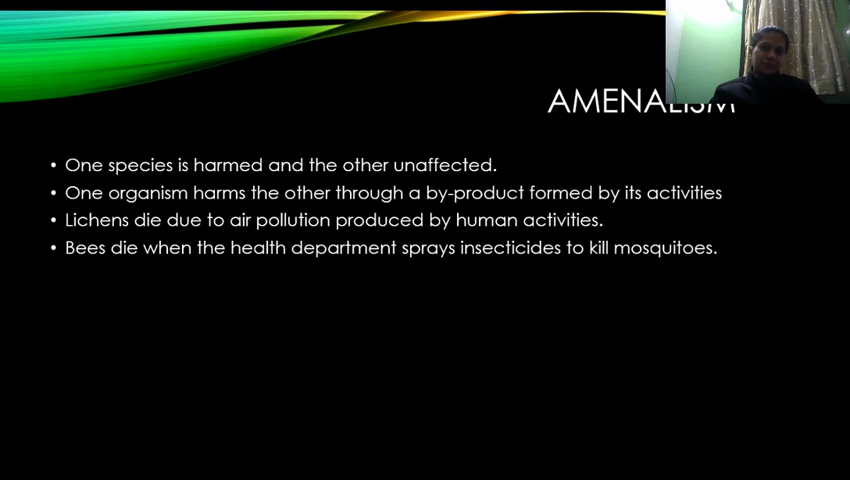 AMENALISM
• One species is harmed and the other unaffected.
• One organism harms the other through a by-product formed by its activities
• Lichens die due to air pollution produced by human activities.
• Bees die when the health department sprays insecticides to kill mosquitoes.